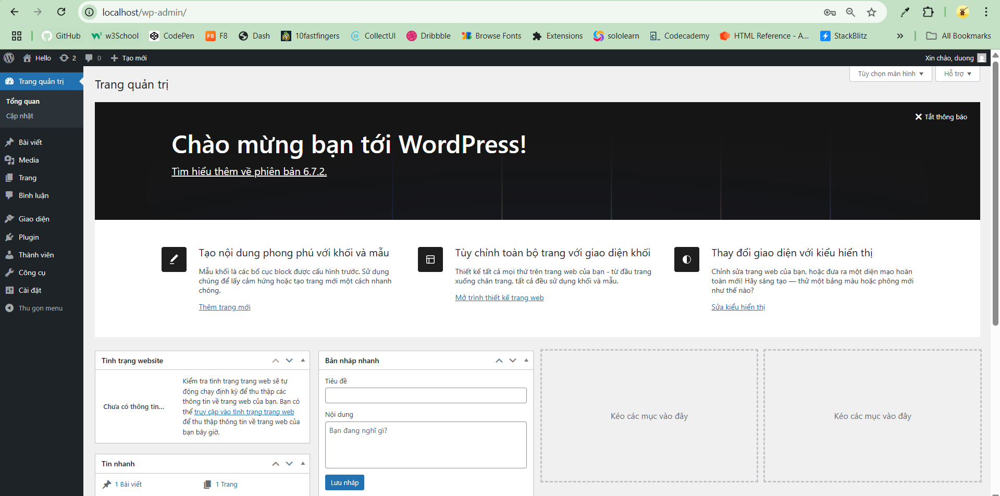 localhost/wp-admin/
GitHub
w3School
CodePen
F8
Dash
10fastfingers
CollectUI
Dribbble
Browse Fonts
Extensions
sololearn
Codecademy
HTML Reference - A...
StackBlitz
All Bookmarks
Hello
2
0
Tạo mới
Xin chào, duong
Trang quản trị
Tổng quan
Cập nhật
Bài viết
Media
Trang
Bình luận
Giao diện
Plugin
Thành viên
Công cụ
Cài đặt
Thu gọn menu
Trang quản trị
Tùy chọn màn hình
Hỗ trợ
Tắt thông báo
Chào mừng bạn tới WordPress!
Tìm hiểu thêm về phiên bản 6.7.2.
Tạo nội dung phong phú với khối và mẫu
Mẫu khối là các bố cục block được cấu hình trước. Sử dụng
chúng để lấy cảm hứng hoặc tạo trang mới một cách nhanh
chóng.
Thêm trang mới
Tùy chỉnh toàn bộ trang với giao diện khối
Thiết kế tất cả mọi thứ trên trang web của bạn - từ đầu trang
xuống chân trang, tất cả đều sử dụng khối và mẫu.
Mở trình thiết kế trang web
Thay đổi giao diện với kiểu hiển thị
Chỉnh sửa trang web của bạn, hoặc đưa ra một diện mạo hoàn
toàn mới! Hãy sáng tạo — thử một bảng màu hoặc phông mới
như thế nào?
Sửa kiểu hiển thị
Tình trạng website
Chưa có thông tin...
Kiểm tra tình trạng trang web sẽ tự
động chạy định kỳ để thu thập các
thông tin về trang web của bạn. Bạn có
thể truy cập vào tình trạng trang web
để thu thập thông tin về trang web của
bạn bây giờ.
Tin nhanh
1 Bài viết
1 Trang
Bản nháp nhanh
Tiêu đề
Nội dung
Bạn đang nghĩ gì?
Lưu nháp
Kéo các mục vào đây
Kéo các mục vào đây